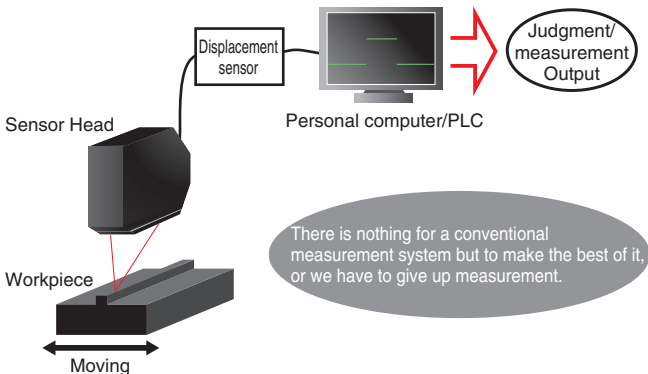 Displacement
sensor
Judgment/
measurement
Output
Sensor Head
Personal computer/PLC
There is nothing for a conventional
measurement system but to make the best of it,
or we have to give up measurement.
Workpiece
Moving